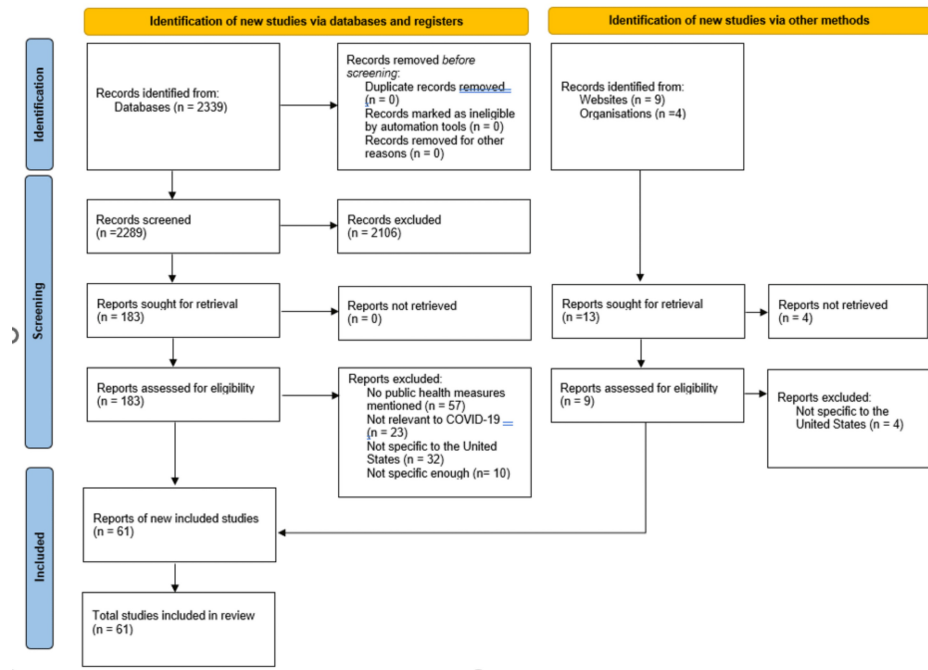 Identification of new studies via databases and registers
Identification of new studies via other methods
Identification
Records identified from:
Databases (n = 2339)
Records removed before
screening:
Duplicate records removed
(n = 0)
Records marked as ineligible
by automation tools (n = 0)
Records removed for other
reasons (n = 0)
Records identified from:
Websites (n = 9)
Organisations (n =4)
Screening
Records screened
(n =2289)
Records excluded
(n = 2106)
Reports sought for retrieval
(n = 183)
Reports not retrieved
(n = 0)
Reports sought for retrieval
(n =13)
Reports not retrieved
(n = 4)
Reports assessed for eligibility
(n = 183)
Reports excluded:
No public health measures
mentioned (n = 57)
Not relevant to COVID-19
(n = 23)
Not specific to the United
States (n = 32)
Not specific enough (n= 10)
Reports assessed for eligibility
(n = 9)
Reports excluded:
Not specific to the
United States (n = 4)
Included
Reports of new included studies
(n = 61)
Total studies included in review
(n = 61)